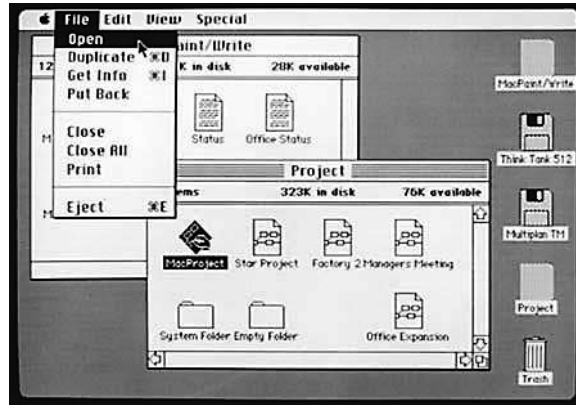 File Edit View Special
Open
Duplicate ⌘D
Get Info ⌘I
Put Back
Close
Close All
Print
Eject ⌘E
aint/Write
12
K in disk 28K available
Status Office Status
Project
ems 323K in disk 76K available
MacProject Star Project Factory 2 Managers Meeting
System Folder Empty Folder Office Expansion
MacPaint/Write
Think Tank 512
Multiplan TM
Project
Trash